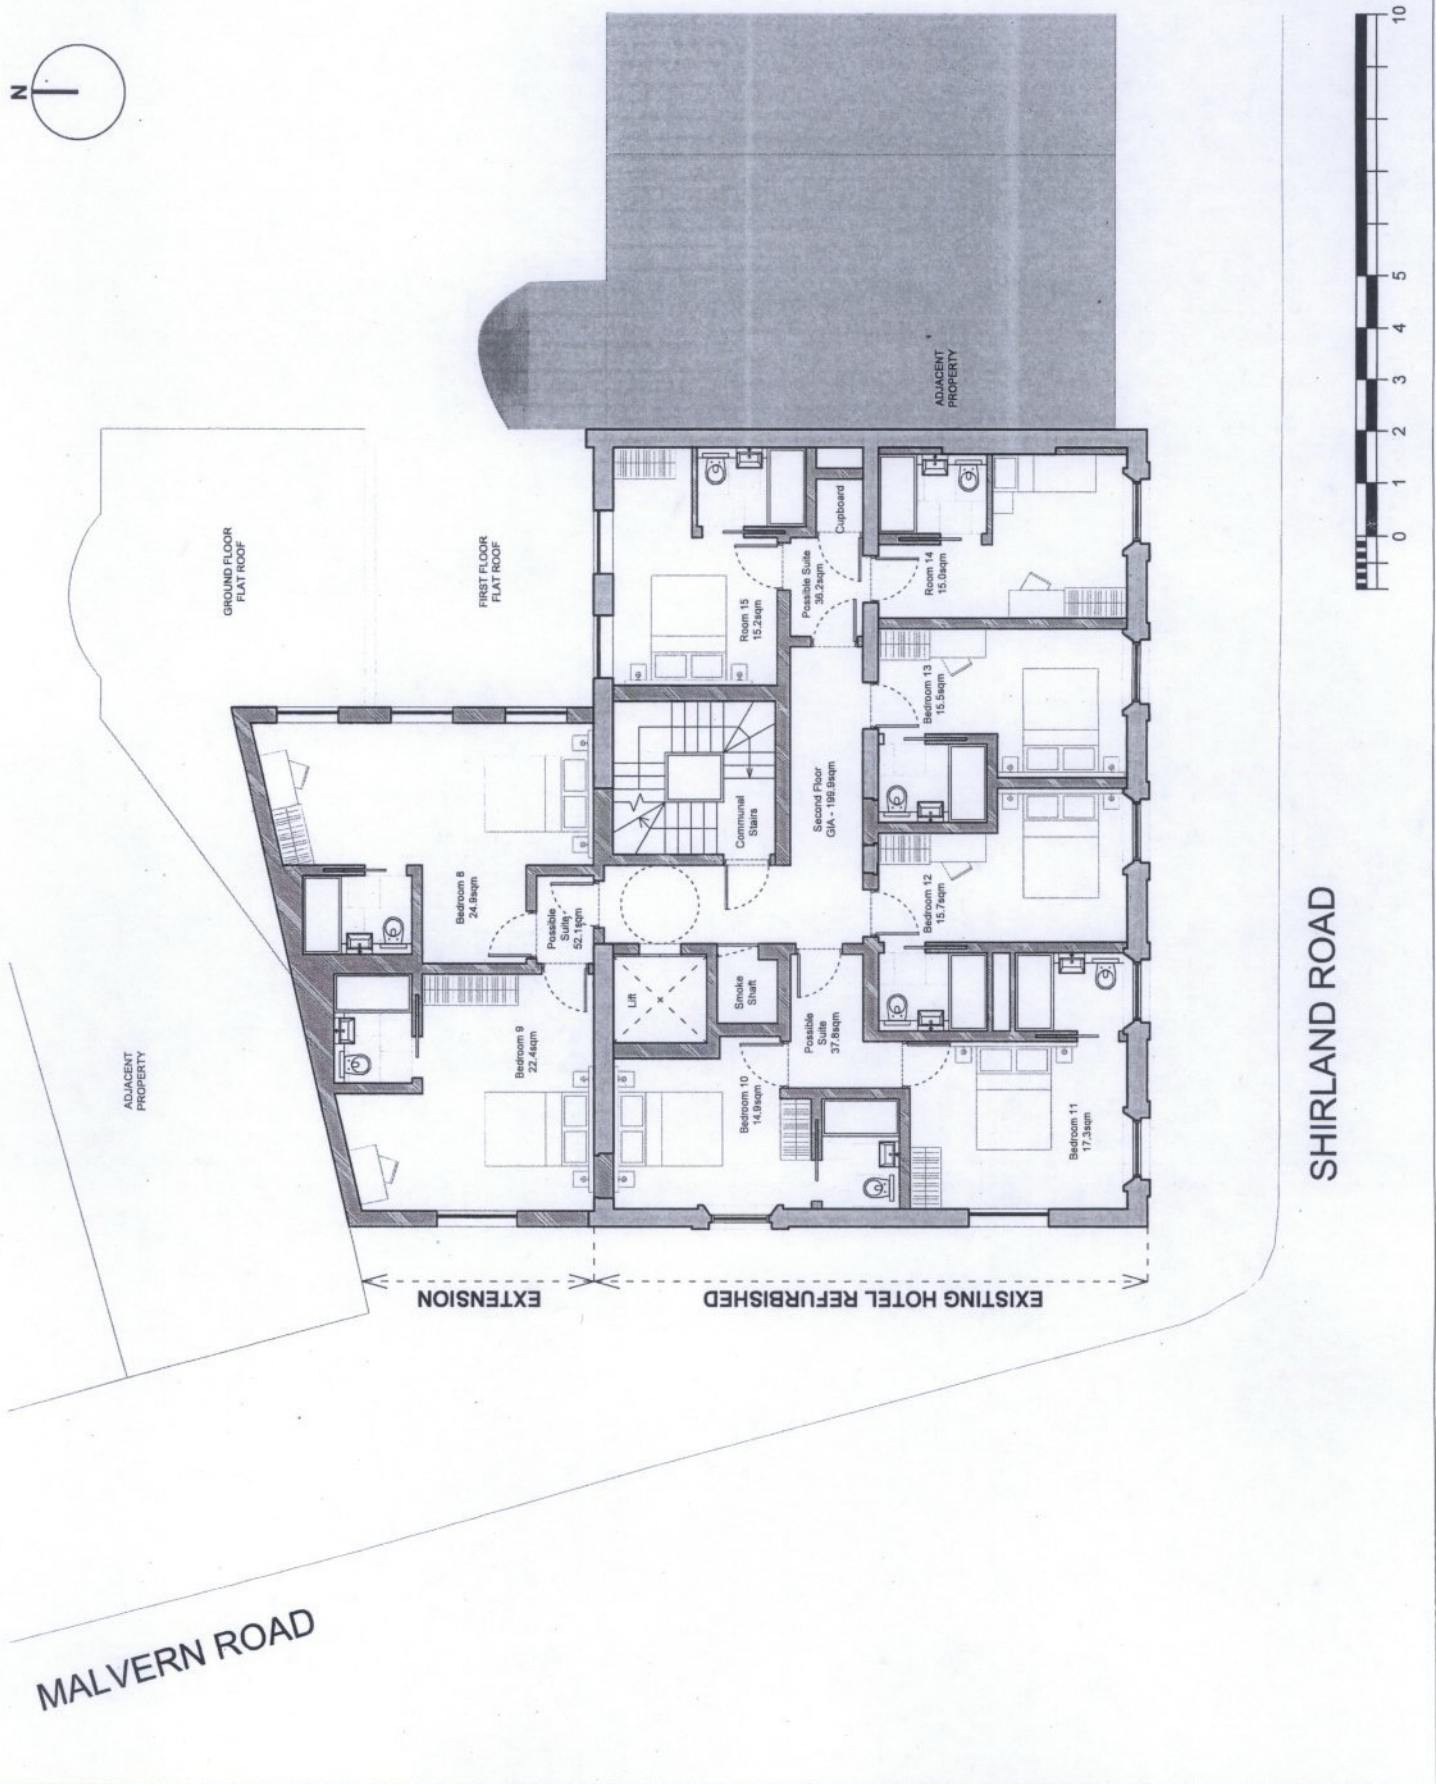 N
MALVERN ROAD
SHIRLAND ROAD
ADJACENT
PROPERTY
GROUND FLOOR
FLAT ROOF
FIRST FLOOR
FLAT ROOF
ADJACENT
PROPERTY
EXTENSION
EXISTING HOTEL REFURBISHED
Bedroom 8
24.9sqm
Possible
Suite
52.1sqm
Bedroom 9
22.4sqm
Lift
Smoke
Shaft
Communal
Stairs
Second Floor
GIA - 199.9sqm
Bedroom 10
14.9sqm
Possible
Suite
37.8sqm
Bedroom 11
17.3sqm
Bedroom 12
15.7sqm
Bedroom 13
15.5sqm
Room 14
15.0sqm
Room 15
15.2sqm
Possible Suite
36.2sqm
Cupboard
0
1
2
3
4
5
10